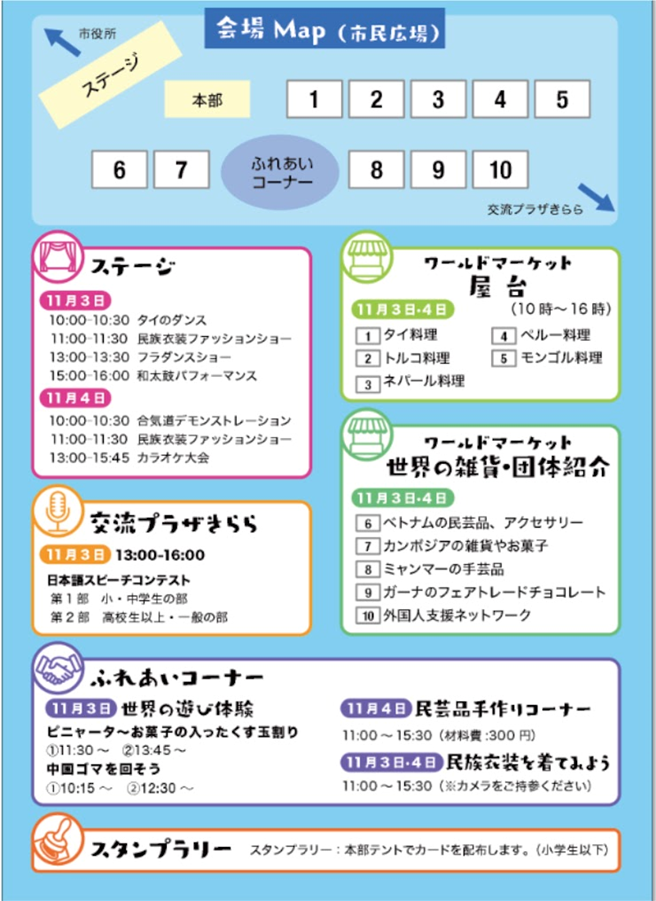 会場 Map（市民広場）
市役所
ステージ
本部
1 2 3 4 5
6 7
ふれあい
コーナー
8 9 10
交流プラザきらら
ステージ
11月3日
10:00-10:30 タイのダンス
11:00-11:30 民族衣装ファッションショー
13:00-13:30 フラダンスショー
15:00-16:00 和太鼓パフォーマンス
11月4日
10:00-10:30 合気道デモンストレーション
11:00-11:30 民族衣装ファッションショー
13:00-15:45 カラオケ大会
ワールドマーケット
屋台
11月3日・4日 （10時〜16時）
1 タイ料理
2 トルコ料理
3 ネパール料理
4 ペルー料理
5 モンゴル料理
ワールドマーケット
世界の雑貨・団体紹介
11月3日・4日
6 ベトナムの民芸品、アクセサリー
7 カンボジアの雑貨やお菓子
8 ミャンマーの手芸品
9 ガーナのフェアトレードチョコレート
10 外国人支援ネットワーク
交流プラザきらら
11月3日 13:00-16:00
日本語スピーチコンテスト
第1部 小・中学生の部
第2部 高校生以上・一般の部
ふれあいコーナー
11月3日 世界の遊び体験
ピニャータ〜お菓子の入ったくす玉割り
①11:30〜 ②13:45〜
中国ゴマを回そう
①10:15〜 ②12:30〜
11月4日 民芸品手作りコーナー
11:00〜15:30（材料費:300円）
11月3日・4日 民族衣装を着てみよう
11:00〜15:30（※カメラをご持参ください）
スタンプラリー
スタンプラリー：本部テントでカードを配布します。（小学生以下）